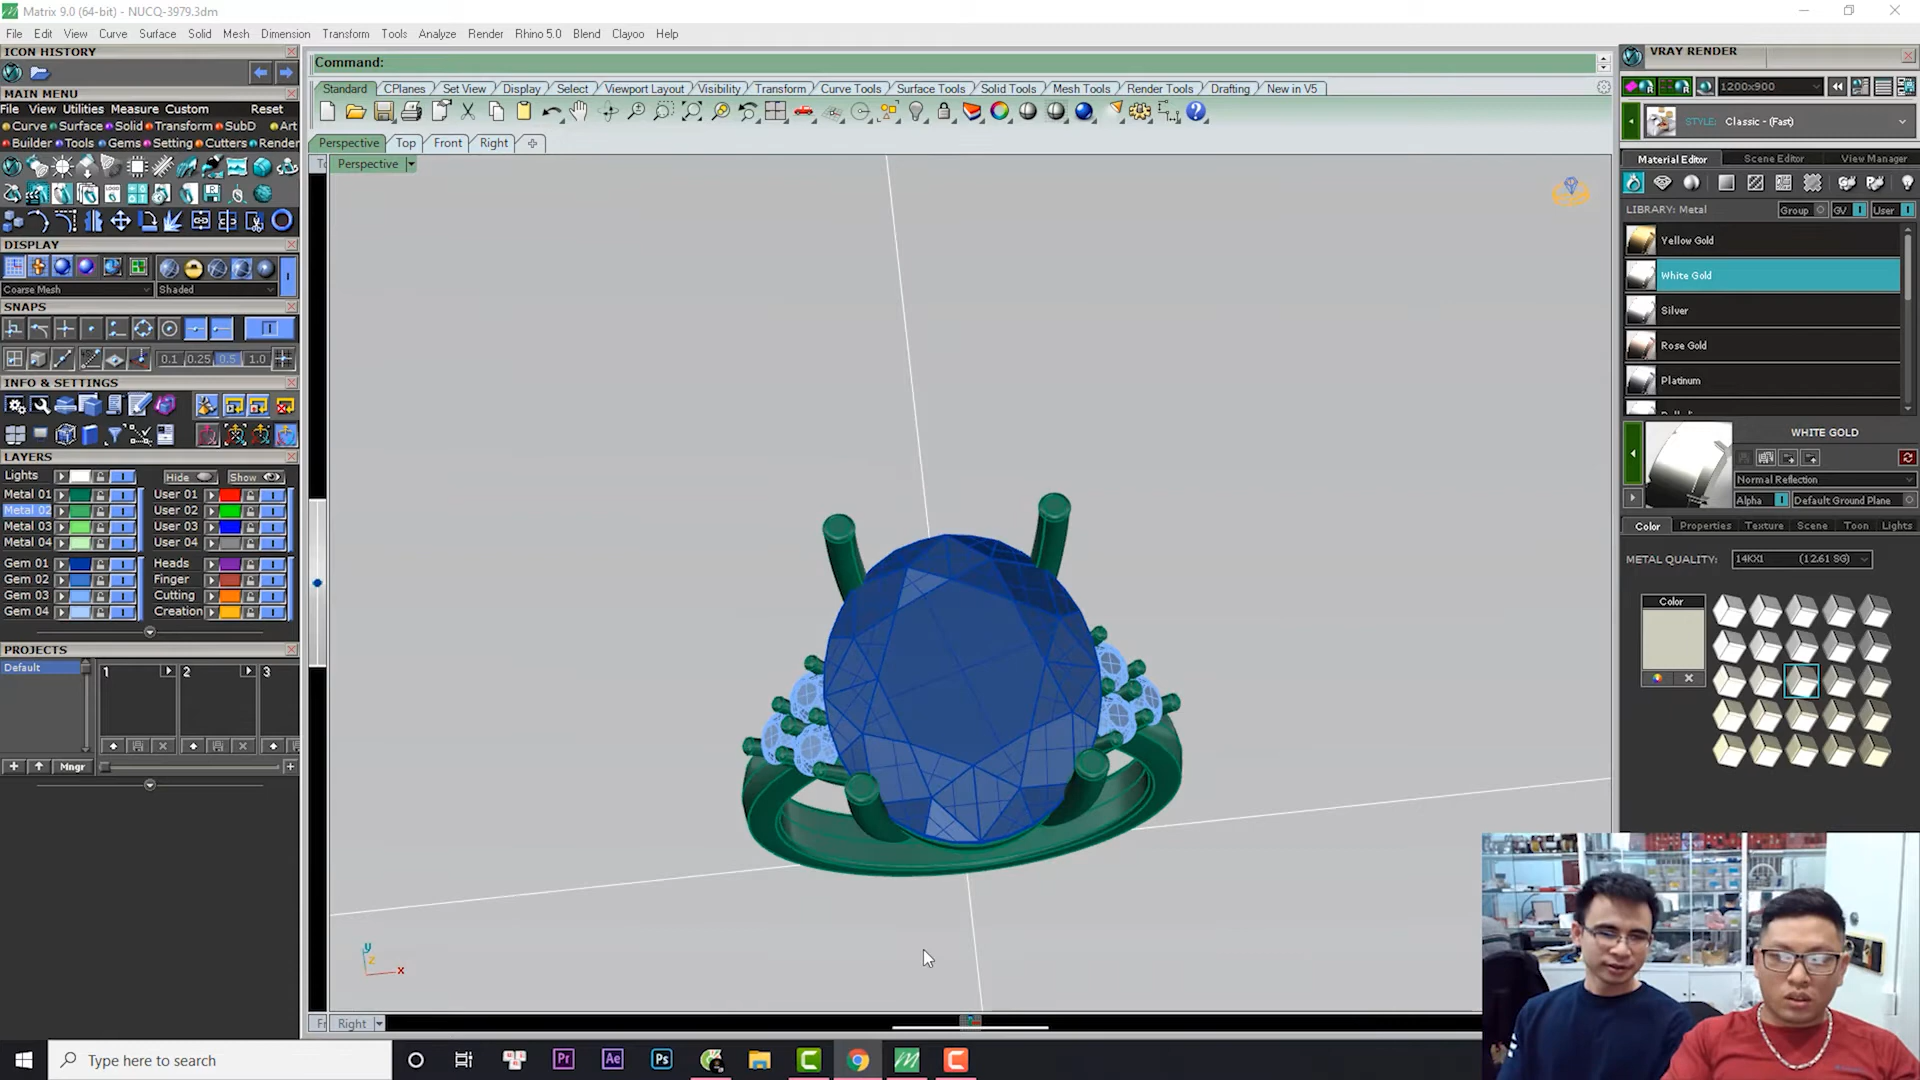 Matrix 9.0 (64-bit) - NUCQ-3979.3dm
File Edit View Curve Surface Solid Mesh Dimension Transform Tools Analyze Render Rhino 5.0 Blend Clayoo Help
ICON HISTORY
MAIN MENU
File View Utilities Measure Custom Reset
Curve Surface Solid Transform SubD Art
Builder Tools Gems Setting Cutters Render
DISPLAY
Coarse Mesh Shaded
SNAPS
0.1 0.25 0.5 1.0
INFO & SETTINGS
LAYERS
Lights Hide Show
Metal 01 User 01
Metal 02 User 02
Metal 03 User 03
Metal 04 User 04
Gem 01 Heads
Gem 02 Finger
Gem 03 Cutting
Gem 04 Creation
PROJECTS
Default 1 2 3
Mngr
Command:
Standard CPlanes Set View Display Select Viewport Layout Visibility Transform Curve Tools Surface Tools Solid Tools Mesh Tools Render Tools Drafting New in V5
Perspective Top Front Right
Perspective
y
z
x
Right
VRAY RENDER
1200x900
STYLE: Classic - (Fast)
Material Editor Scene Editor View Manager
LIBRARY: Metal Group GV User
Yellow Gold
White Gold
Silver
Rose Gold
Platinum
WHITE GOLD
Normal Reflection
Alpha Default Ground Plane
Color Properties Texture Scene Toon Lights
METAL QUALITY: 14KX1 (12.61 SG)
Color
Type here to search
Pr Ae Ps